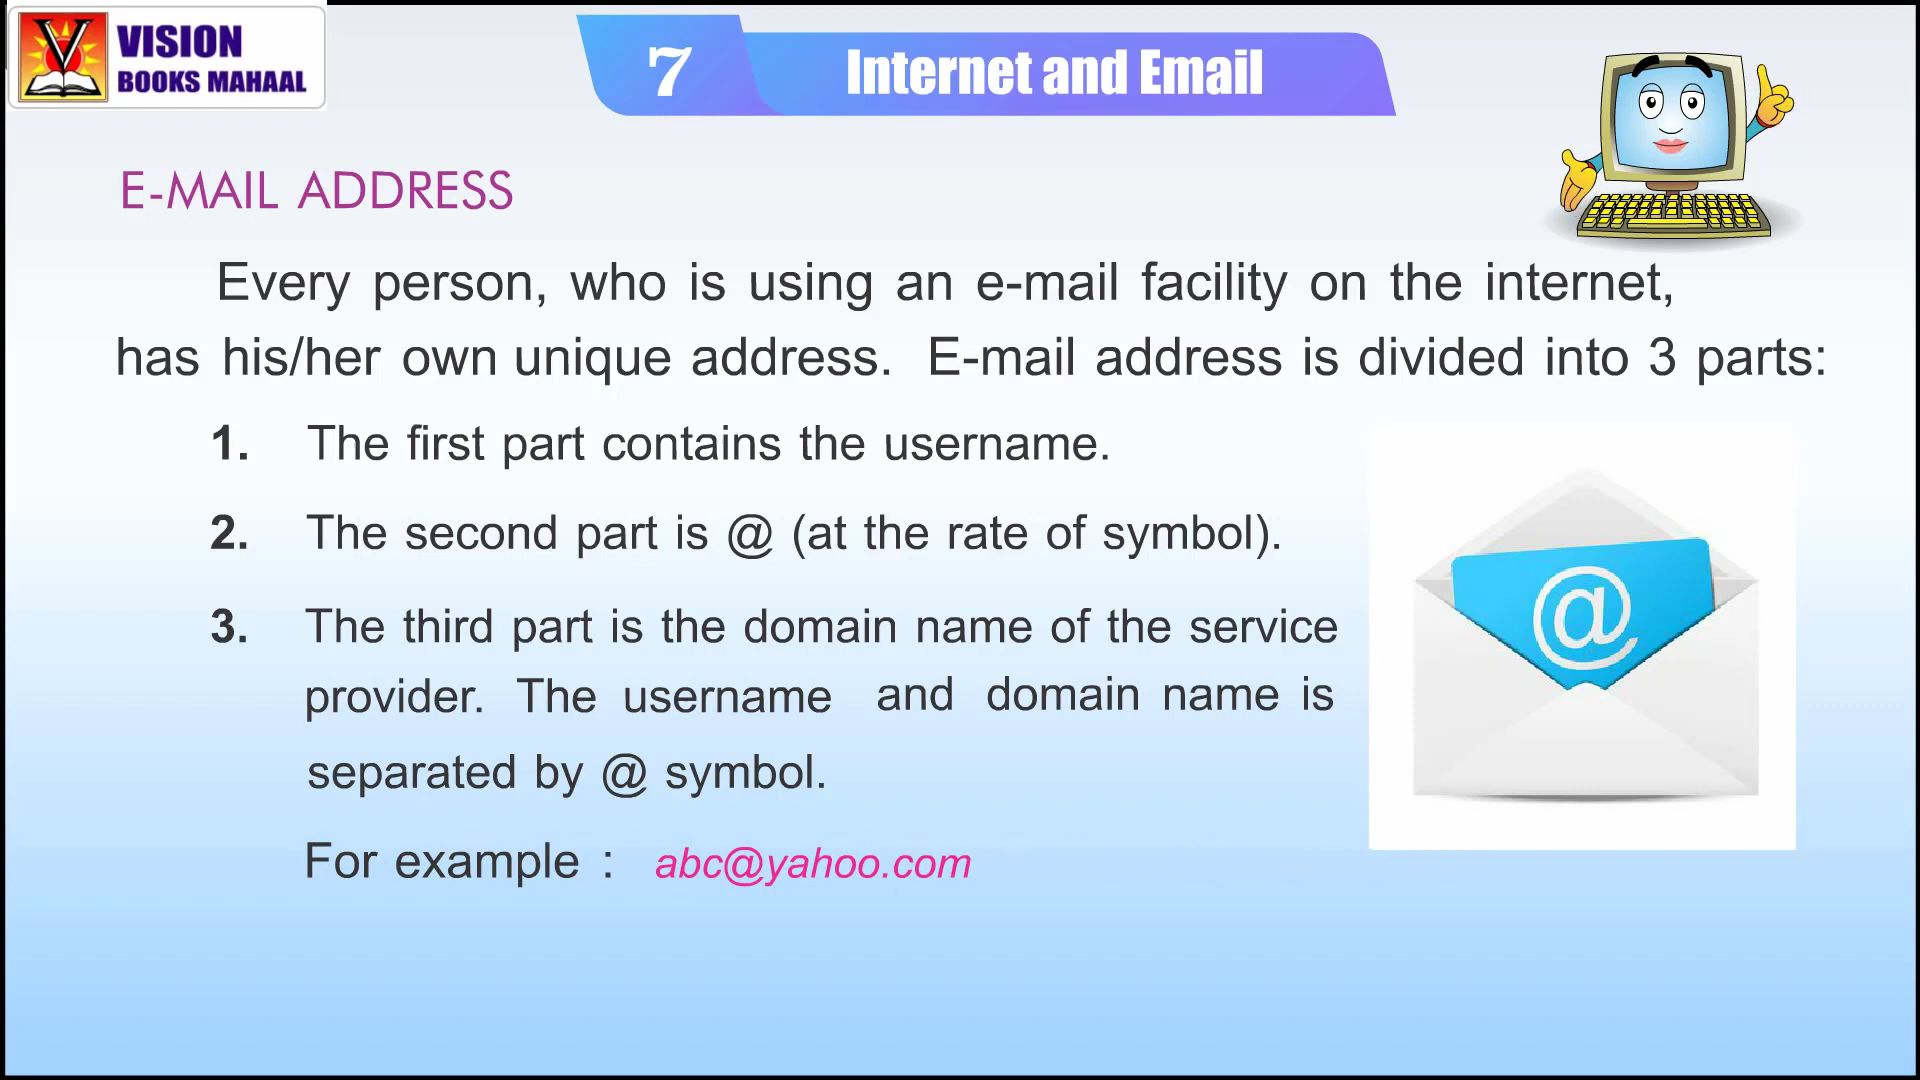 VISION
BOOKS MAHAAL
7 Internet and Email
E-MAIL ADDRESS
Every person, who is using an e-mail facility on the internet,
has his/her own unique address. E-mail address is divided into 3 parts:
1. The first part contains the username.
2. The second part is @ (at the rate of symbol).
3. The third part is the domain name of the service
provider. The username and domain name is
separated by @ symbol.
For example : abc@yahoo.com
@